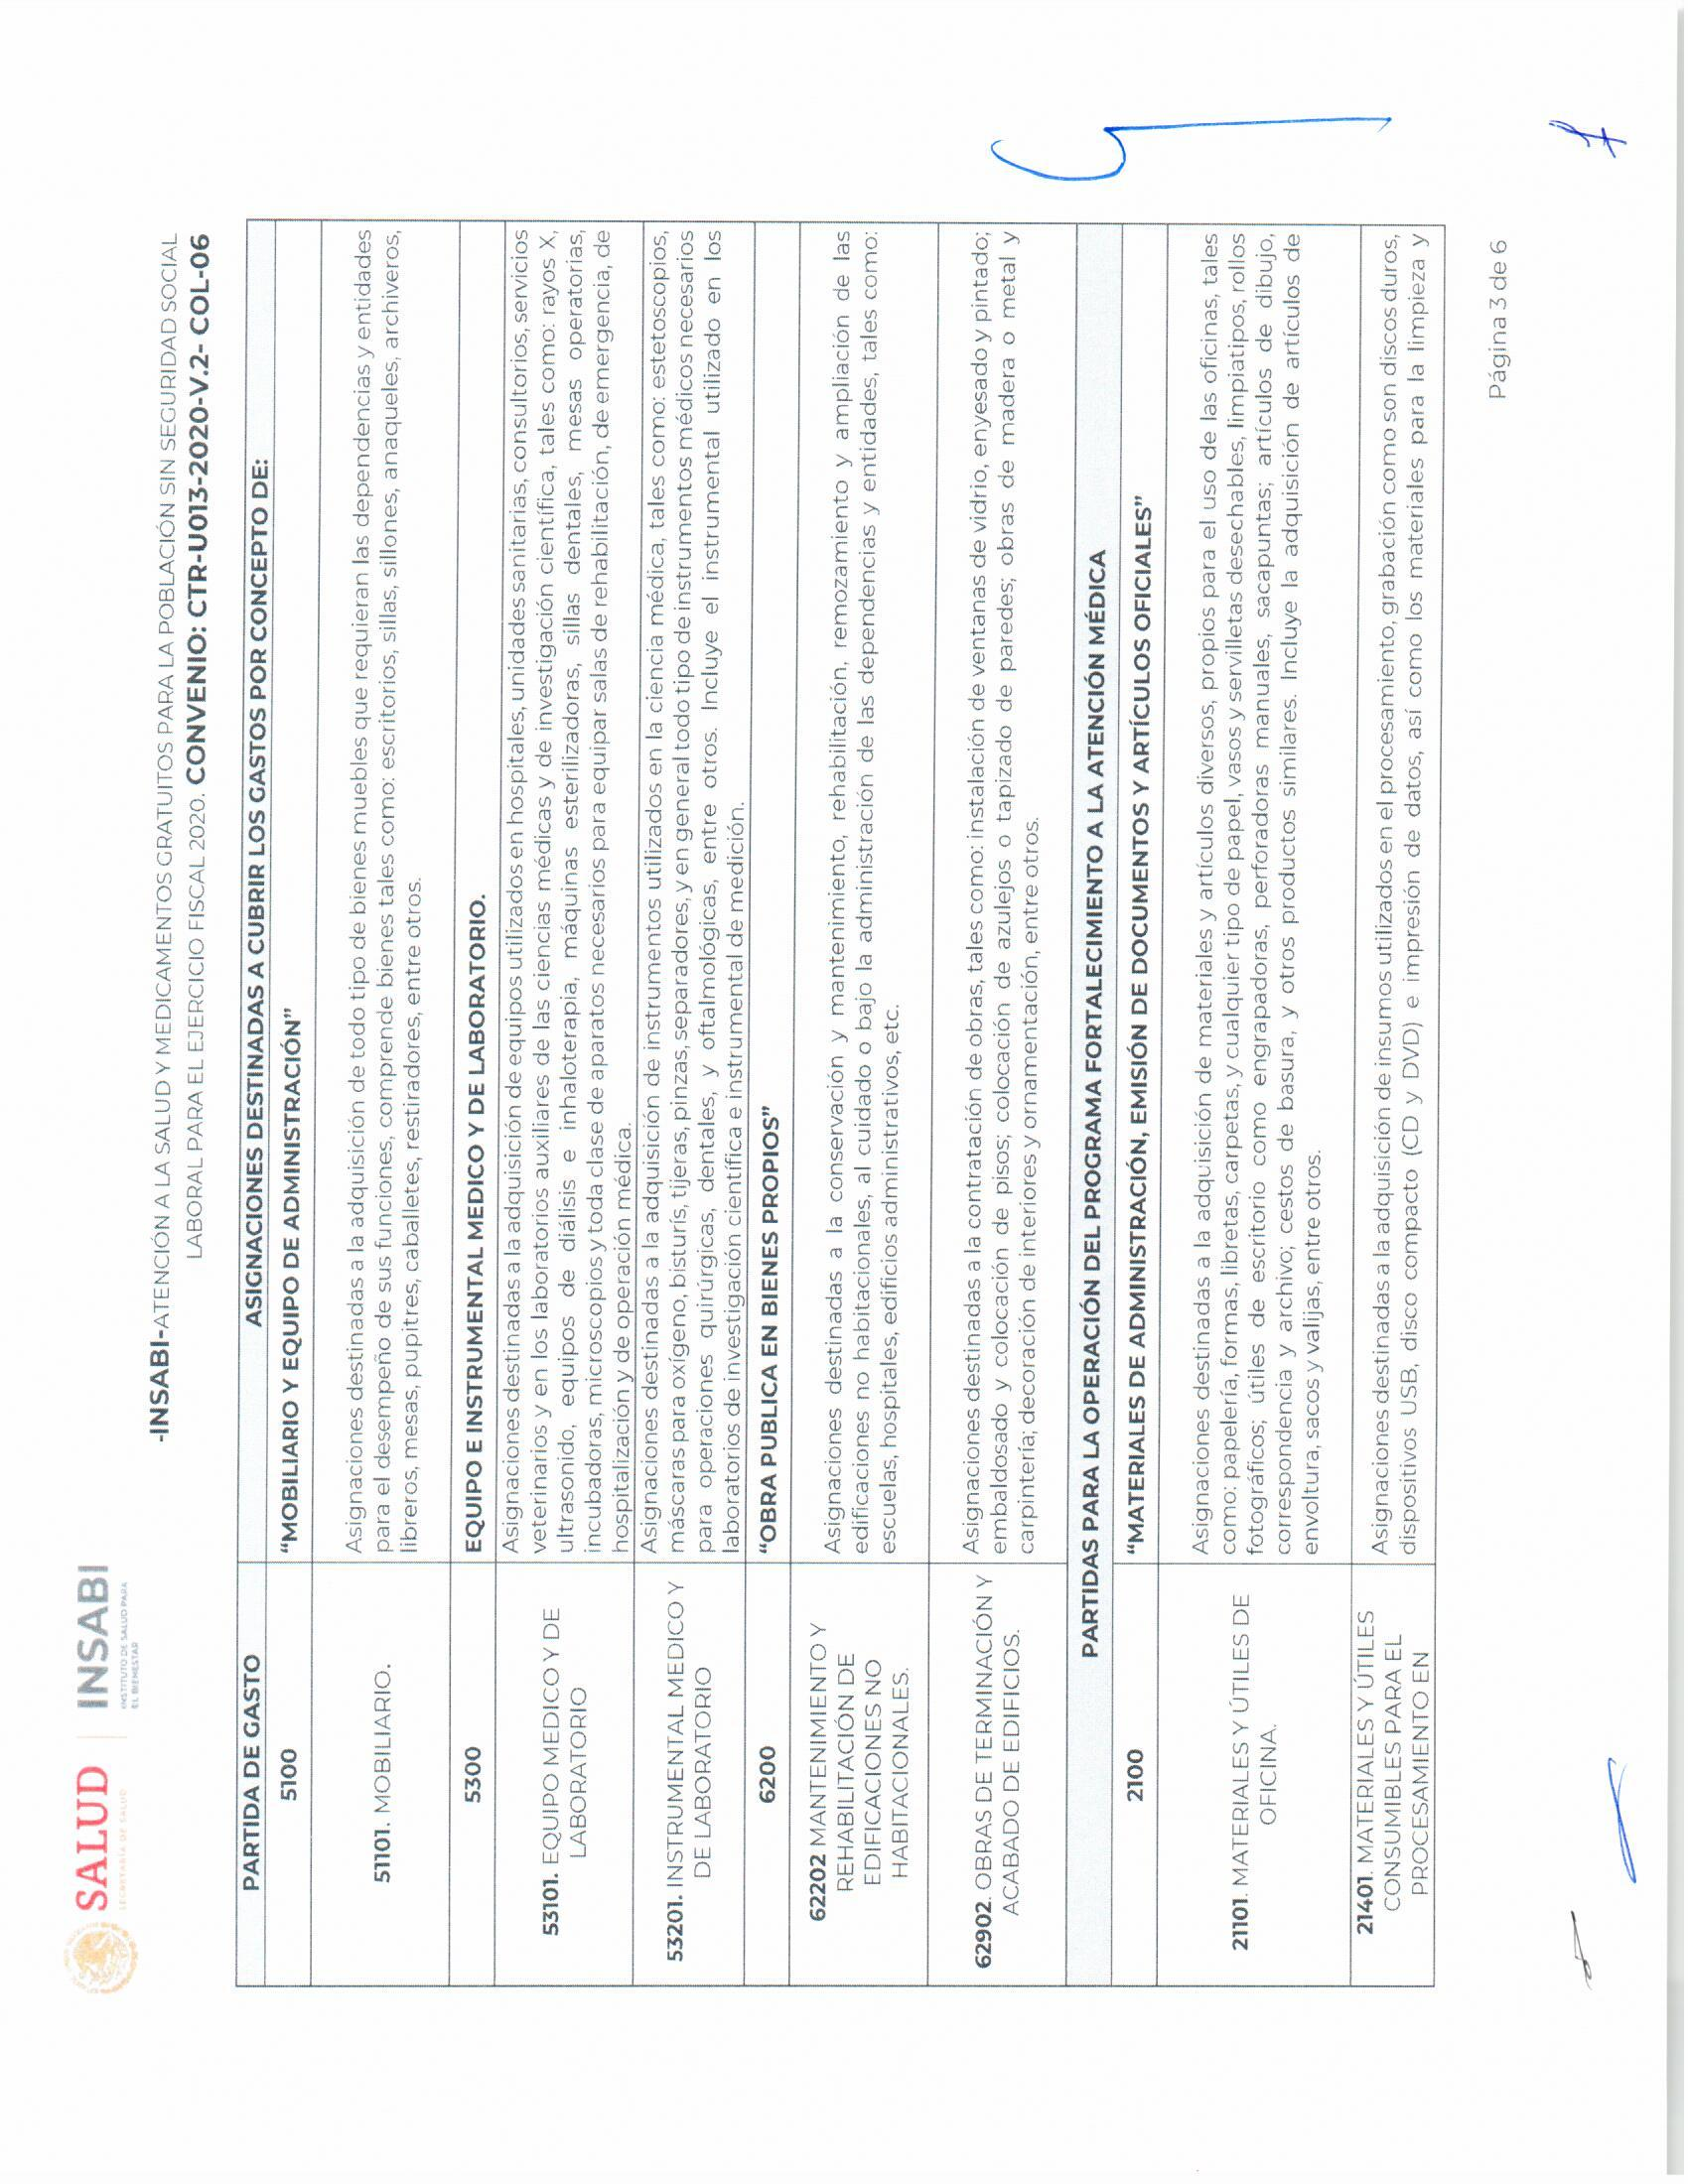 SALUD
SECRETARÍA DE SALUD
INSABI
INSTITUTO DE SALUD PARA
EL BIENESTAR
-INSABI-ATENCIÓN A LA SALUD Y MEDICAMENTOS GRATUITOS PARA LA POBLACIÓN SIN SEGURIDAD SOCIAL
LABORAL PARA EL EJERCICIO FISCAL 2020. CONVENIO: CTR-U013-2020-V.2- COL-06
PARTIDA DE GASTO
ASIGNACIONES DESTINADAS A CUBRIR LOS GASTOS POR CONCEPTO DE:
5100
“MOBILIARIO Y EQUIPO DE ADMINISTRACIÓN”
51101. MOBILIARIO.
Asignaciones destinadas a la adquisición de todo tipo de bienes muebles que requieran las dependencias y entidades
para el desempeño de sus funciones, comprende bienes tales como: escritorios, sillas, sillones, anaqueles, archiveros,
libreros, mesas, pupitres, caballetes, restiradores, entre otros.
5300
EQUIPO E INSTRUMENTAL MEDICO Y DE LABORATORIO.
53101. EQUIPO MEDICO Y DE
LABORATORIO
Asignaciones destinadas a la adquisición de equipos utilizados en hospitales, unidades sanitarias, consultorios, servicios
veterinarios y en los laboratorios auxiliares de las ciencias médicas y de investigación científica, tales como: rayos X,
ultrasonido, equipos de diálisis e inhaloterapia, máquinas esterilizadoras, sillas dentales, mesas operatorias,
incubadoras, microscopios y toda clase de aparatos necesarios para equipar salas de rehabilitación, de emergencia, de
hospitalización y de operación médica.
53201. INSTRUMENTAL MEDICO Y
DE LABORATORIO
Asignaciones destinadas a la adquisición de instrumentos utilizados en la ciencia médica, tales como: estetoscopios,
máscaras para oxígeno, bisturís, tijeras, pinzas, separadores, y en general todo tipo de instrumentos médicos necesarios
para operaciones quirúrgicas, dentales, y oftalmológicas, entre otros. Incluye el instrumental utilizado en los
laboratorios de investigación científica e instrumental de medición.
6200
“OBRA PUBLICA EN BIENES PROPIOS”
62202 MANTENIMIENTO Y
REHABILITACIÓN DE
EDIFICACIONES NO
HABITACIONALES.
Asignaciones destinadas a la conservación y mantenimiento, rehabilitación, remozamiento y ampliación de las
edificaciones no habitacionales, al cuidado o bajo la administración de las dependencias y entidades, tales como:
escuelas, hospitales, edificios administrativos, etc.
62902. OBRAS DE TERMINACIÓN Y
ACABADO DE EDIFICIOS.
Asignaciones destinadas a la contratación de obras, tales como: instalación de ventanas de vidrio, enyesado y pintado;
embaldosado y colocación de pisos; colocación de azulejos o tapizado de paredes; obras de madera o metal y
carpintería; decoración de interiores y ornamentación, entre otros.
PARTIDAS PARA LA OPERACIÓN DEL PROGRAMA FORTALECIMIENTO A LA ATENCIÓN MÉDICA
2100
“MATERIALES DE ADMINISTRACIÓN, EMISIÓN DE DOCUMENTOS Y ARTÍCULOS OFICIALES”
21101. MATERIALES Y ÚTILES DE
OFICINA.
Asignaciones destinadas a la adquisición de materiales y artículos diversos, propios para el uso de las oficinas, tales
como: papelería, formas, libretas, carpetas, y cualquier tipo de papel, vasos y servilletas desechables, limpiatipos, rollos
fotográficos; útiles de escritorio como engrapadoras, perforadoras manuales, sacapuntas; artículos de dibujo,
correspondencia y archivo; cestos de basura, y otros productos similares. Incluye la adquisición de artículos de
envoltura, sacos y valijas, entre otros.
21401. MATERIALES Y ÚTILES
CONSUMIBLES PARA EL
PROCESAMIENTO EN
Asignaciones destinadas a la adquisición de insumos utilizados en el procesamiento, grabación como son discos duros,
dispositivos USB, disco compacto (CD y DVD) e impresión de datos, así como los materiales para la limpieza y
Página 3 de 6